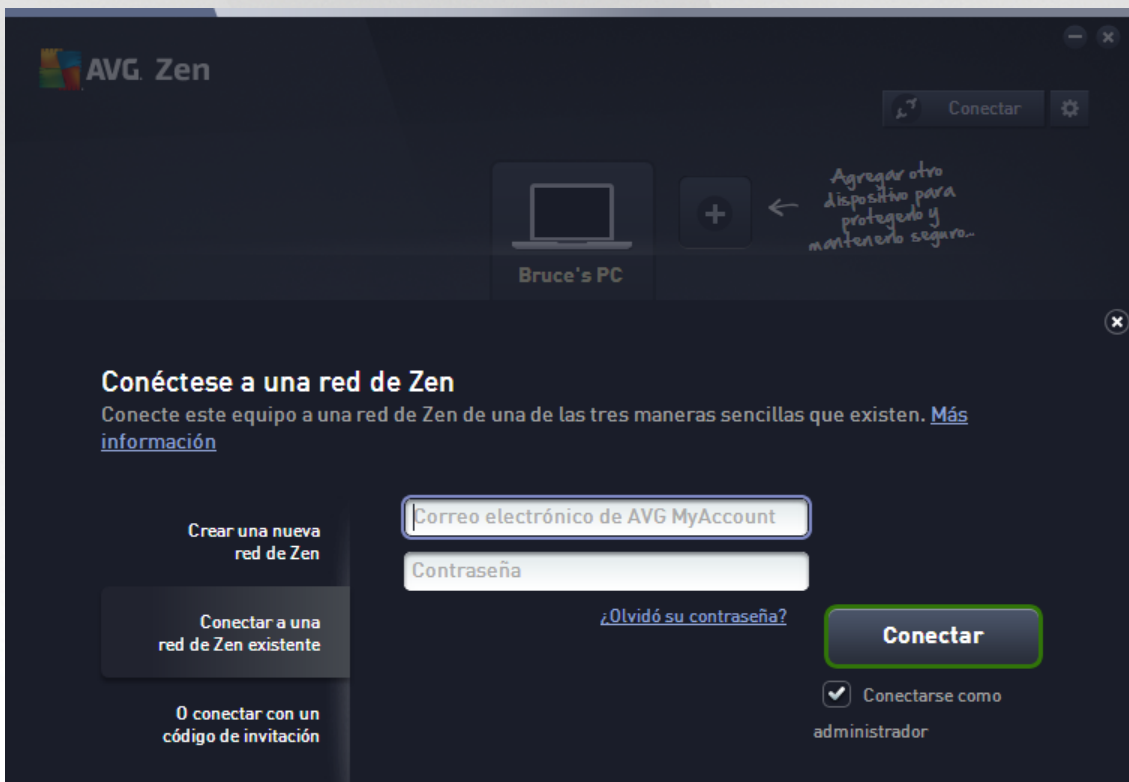 AVG. Zen
Conectar
Agregar otro
dispositivo para
protegerlo y
mantenerlo seguro...
Bruce's PC
Conéctese a una red de Zen
Conecte este equipo a una red de Zen de una de las tres maneras sencillas que existen. Más
información
Crear una nueva
red de Zen
Conectar a una
red de Zen existente
O conectar con un
código de invitación
Correo electrónico de AVG MyAccount
Contraseña
¿Olvidó su contraseña?
Conectar
Conectarse como
administrador